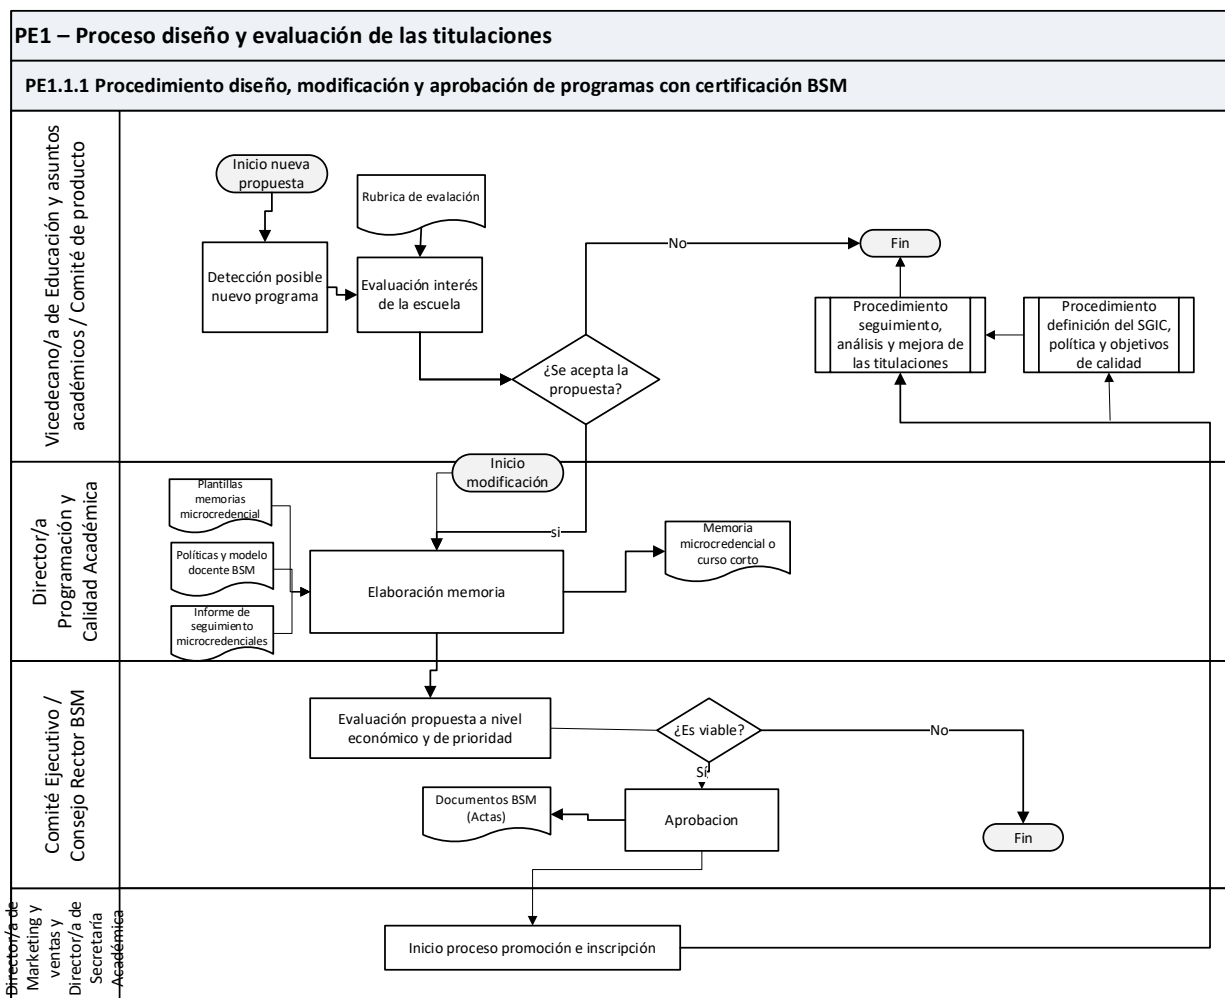 PE1 – Proceso diseño y evaluación de las titulaciones
PE1.1.1 Procedimiento diseño, modificación y aprobación de programas con certificación BSM
Vicedecano/a de Educación y asuntos
académicos / Comité de producto
Inicio nueva
propuesta
Rubrica de evalación
Detección posible
nuevo programa
Evaluación interés
de la escuela
¿Se acepta la
propuesta?
No
Fin
Procedimiento
seguimiento,
análisis y mejora de
las titulaciones
Procedimiento
definición del SGIC,
política y objetivos
de calidad
Director/a
Programación y
Calidad Académica
Inicio
modificación
si
Plantillas
memorias
microcredencial
Políticas y modelo
docente BSM
Informe de
seguimiento
microcredenciales
Elaboración memoria
Memoria
microcredencial o
curso corto
Comité Ejecutivo /
Consejo Rector BSM
Evaluación propuesta a nivel
económico y de prioridad
¿Es viable?
No
Sí
Documentos BSM
(Actas)
Aprobacion
Fin
Director/a de
Marketing y
ventas y
Director/a de
Secretaría
Académica
Inicio proceso promoción e inscripción